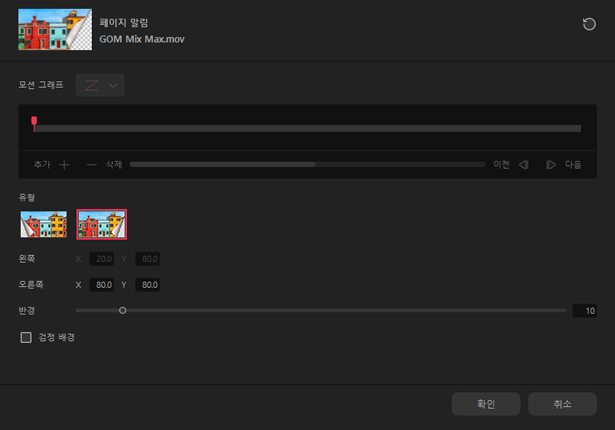 페이지 말림
GOM Mix Max.mov
모션 그래프
추가 삭제 이전 다음
유형
왼쪽 X 20.0 Y 80.0
오른쪽 X 80.0 Y 80.0
반경 10
검정 배경
확인 취소